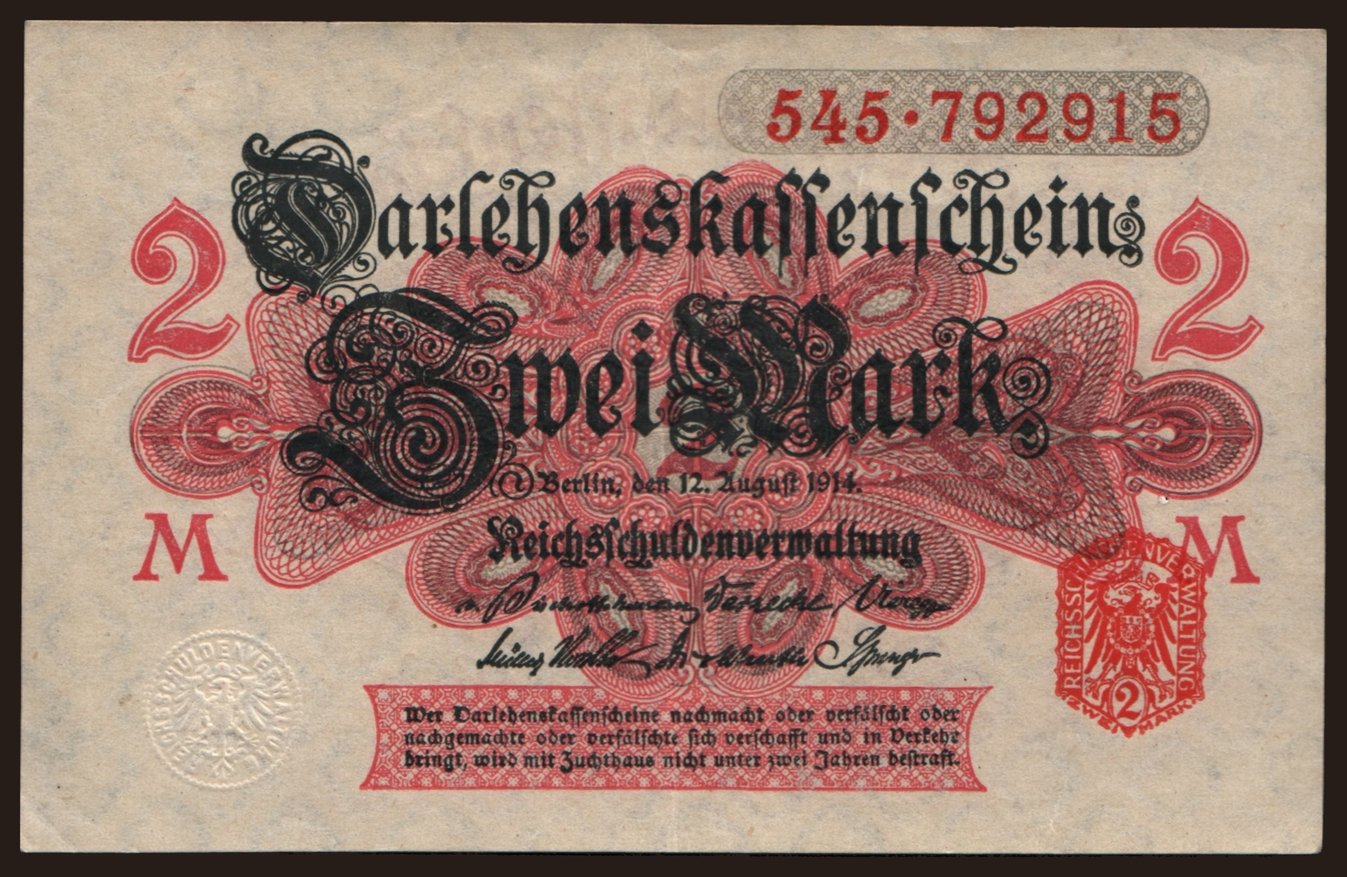 545·792915
Darlehenskassenschein
2
2
Zwei Mark
Berlin, den 12. August 1914.
Reichsschuldenverwaltung
M
M
REICHSSCHULDENVERWALTUNG
REICHSSCHULDENVERWALTUNG
2
ZWEI MARK
Wer Darlehenskassenscheine nachmacht oder verfälscht oder
nachgemachte oder verfälschte sich verschafft und in Verkehr
bringt, wird mit Zuchthaus nicht unter zwei Jahren bestraft.